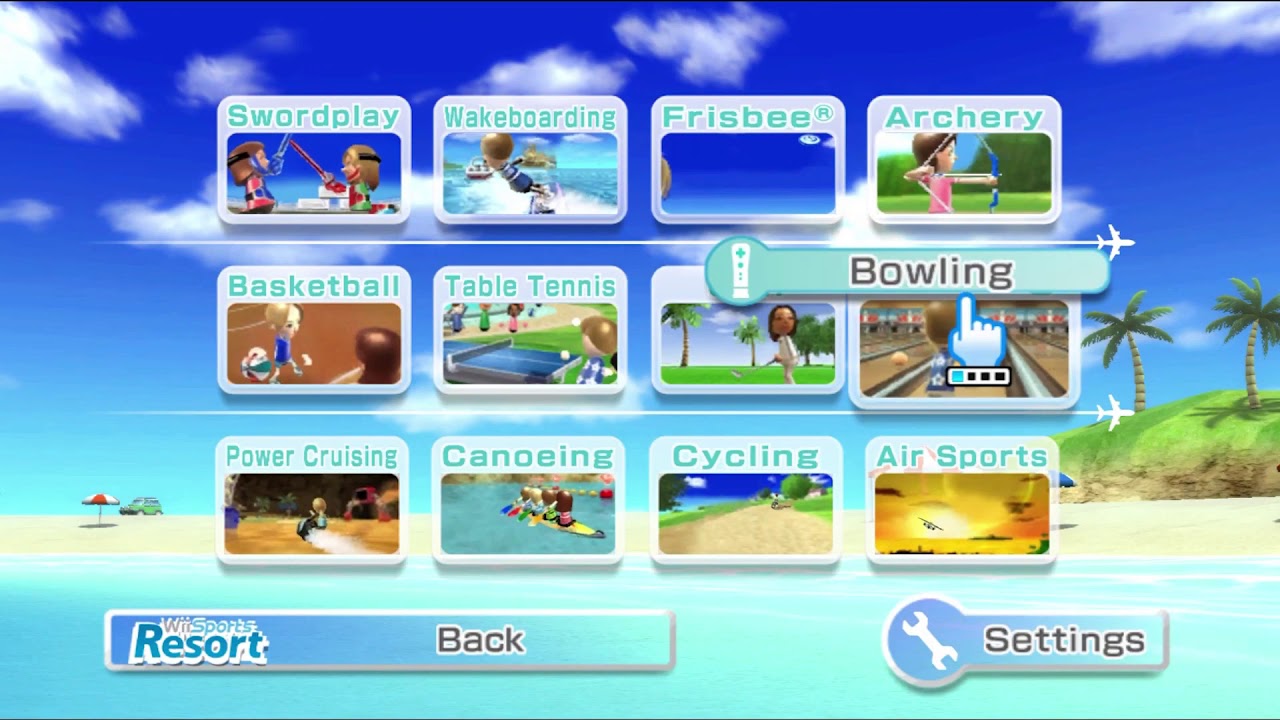 Swordplay
Wakeboarding
Frisbee®
Archery
Basketball
Table Tennis
Bowling
Power Cruising
Canoeing
Cycling
Air Sports
Wii Sports
Resort
Back
Settings